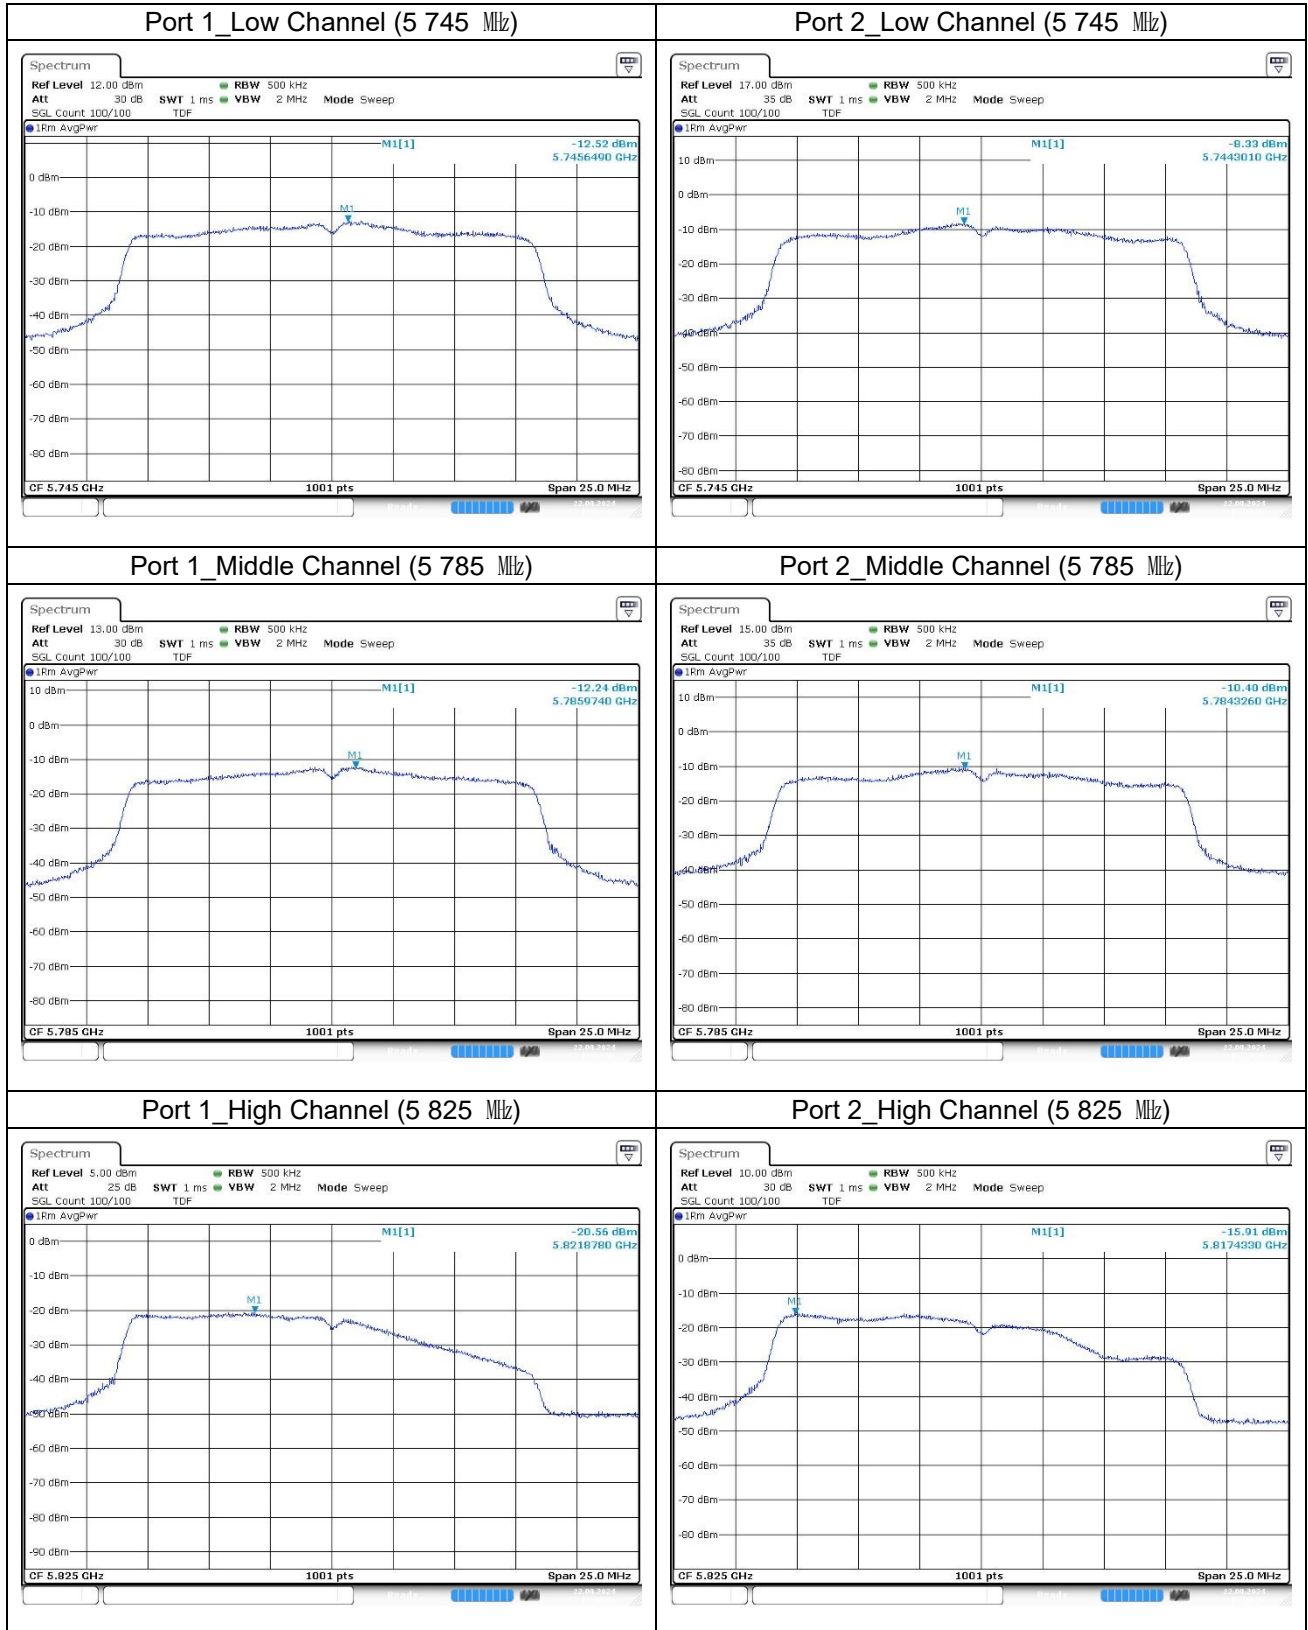 Port 1_Low Channel (5 745 ㎒)
Spectrum
Ref Level 12.00 dBm RBW 500 kHz
Att 30 dB SWT 1 ms VBW 2 MHz Mode Sweep
SGL Count 100/100 TDF
1Rm AvgPwr
M1[1] -12.52 dBm
5.7456490 GHz
0 dBm
M1
-10 dBm
-20 dBm
-30 dBm
-40 dBm
-50 dBm
-60 dBm
-70 dBm
-80 dBm
CF 5.745 GHz 1001 pts Span 25.0 MHz
Port 2_Low Channel (5 745 ㎒)
Spectrum
Ref Level 17.00 dBm RBW 500 kHz
Att 35 dB SWT 1 ms VBW 2 MHz Mode Sweep
SGL Count 100/100 TDF
1Rm AvgPwr
M1[1] -8.33 dBm
5.7443010 GHz
10 dBm
0 dBm
M1
-10 dBm
-20 dBm
-30 dBm
-40 dBm
-50 dBm
-60 dBm
-70 dBm
-80 dBm
CF 5.745 GHz 1001 pts Span 25.0 MHz
Port 1_Middle Channel (5 785 ㎒)
Spectrum
Ref Level 13.00 dBm RBW 500 kHz
Att 30 dB SWT 1 ms VBW 2 MHz Mode Sweep
SGL Count 100/100 TDF
1Rm AvgPwr
10 dBm M1[1] -12.24 dBm
5.7859740 GHz
0 dBm
M1
-10 dBm
-20 dBm
-30 dBm
-40 dBm
-50 dBm
-60 dBm
-70 dBm
-80 dBm
CF 5.785 GHz 1001 pts Span 25.0 MHz
Port 2_Middle Channel (5 785 ㎒)
Spectrum
Ref Level 15.00 dBm RBW 500 kHz
Att 35 dB SWT 1 ms VBW 2 MHz Mode Sweep
SGL Count 100/100 TDF
1Rm AvgPwr
M1[1] -10.40 dBm
10 dBm 5.7843260 GHz
0 dBm
M1
-10 dBm
-20 dBm
-30 dBm
-40 dBm
-50 dBm
-60 dBm
-70 dBm
-80 dBm
CF 5.785 GHz 1001 pts Span 25.0 MHz
Port 1_High Channel (5 825 ㎒)
Spectrum
Ref Level 5.00 dBm RBW 500 kHz
Att 25 dB SWT 1 ms VBW 2 MHz Mode Sweep
SGL Count 100/100 TDF
1Rm AvgPwr
0 dBm M1[1] -20.56 dBm
5.8218780 GHz
-10 dBm
M1
-20 dBm
-30 dBm
-40 dBm
-50 dBm
-60 dBm
-70 dBm
-80 dBm
-90 dBm
CF 5.825 GHz 1001 pts Span 25.0 MHz
Port 2_High Channel (5 825 ㎒)
Spectrum
Ref Level 10.00 dBm RBW 500 kHz
Att 30 dB SWT 1 ms VBW 2 MHz Mode Sweep
SGL Count 100/100 TDF
1Rm AvgPwr
M1[1] -15.91 dBm
5.8174330 GHz
0 dBm
-10 dBm
M1
-20 dBm
-30 dBm
-40 dBm
-50 dBm
-60 dBm
-70 dBm
-80 dBm
CF 5.825 GHz 1001 pts Span 25.0 MHz